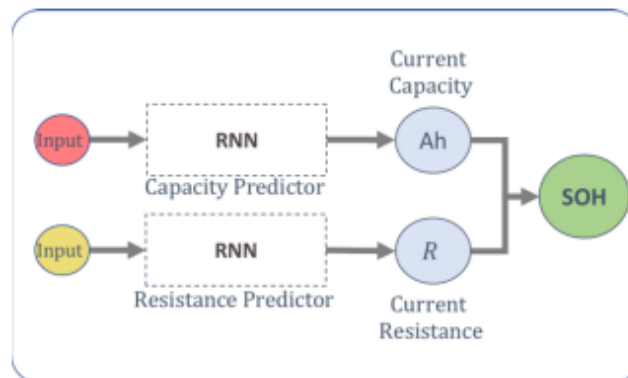 Current
Capacity
Input
RNN
Ah
Capacity Predictor
SOH
Input
RNN
R
Resistance Predictor
Current
Resistance